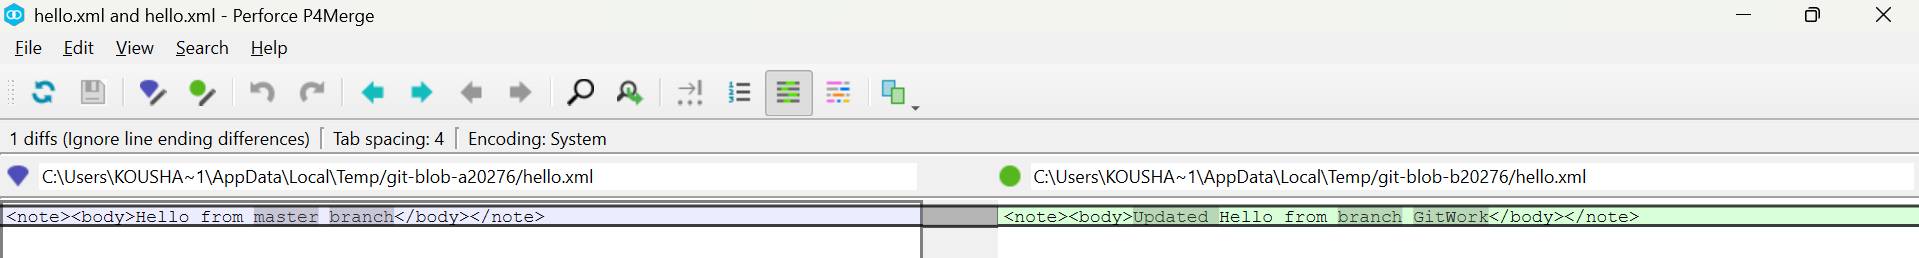 hello.xml and hello.xml - Perforce P4Merge
File Edit View Search Help
1 diffs (Ignore line ending differences) Tab spacing: 4 Encoding: System
C:\Users\KOUSHA~1\AppData\Local\Temp/git-blob-a20276/hello.xml C:\Users\KOUSHA~1\AppData\Local\Temp/git-blob-b20276/hello.xml
<note><body>Hello from master branch</body></note> <note><body>Updated Hello from branch GitWork</body></note>